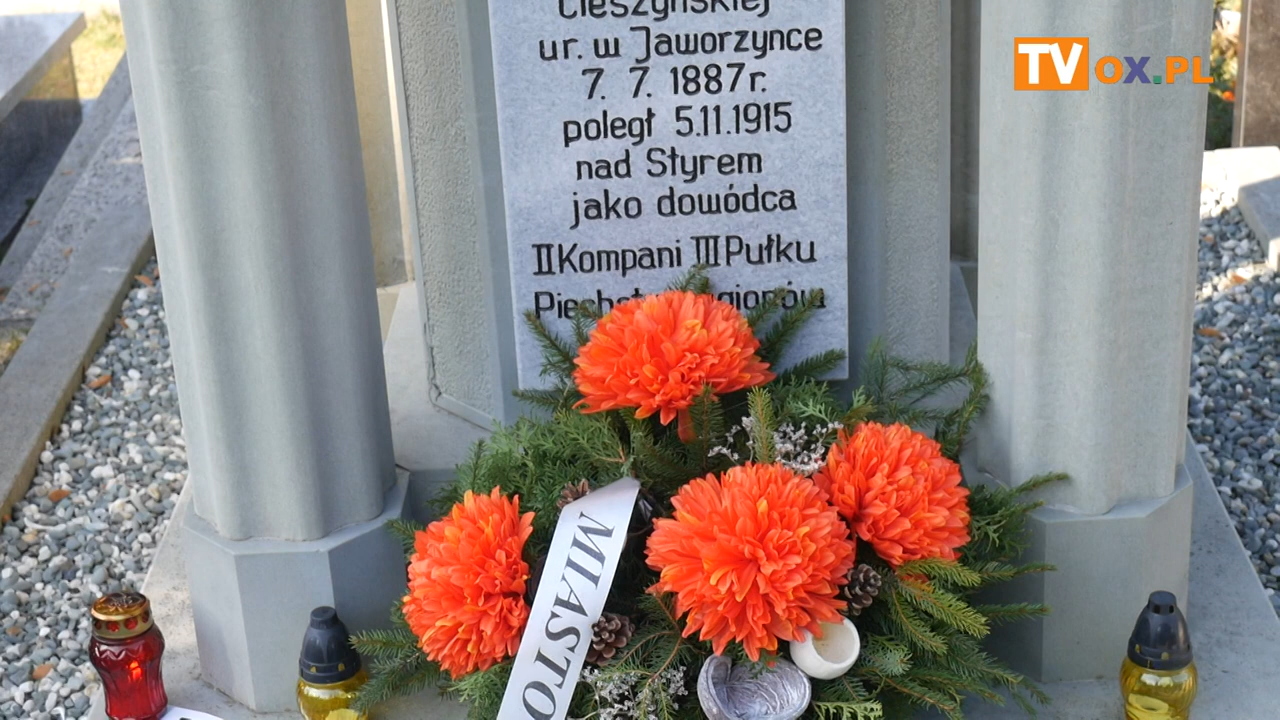 Cieszyńskiej
ur. w Jaworzynce
7. 7. 1887 r.
poległ 5.11.1915
nad Styrem
jako dowódca
II Kompani III Pułku
TVOX.PL
MIASTO